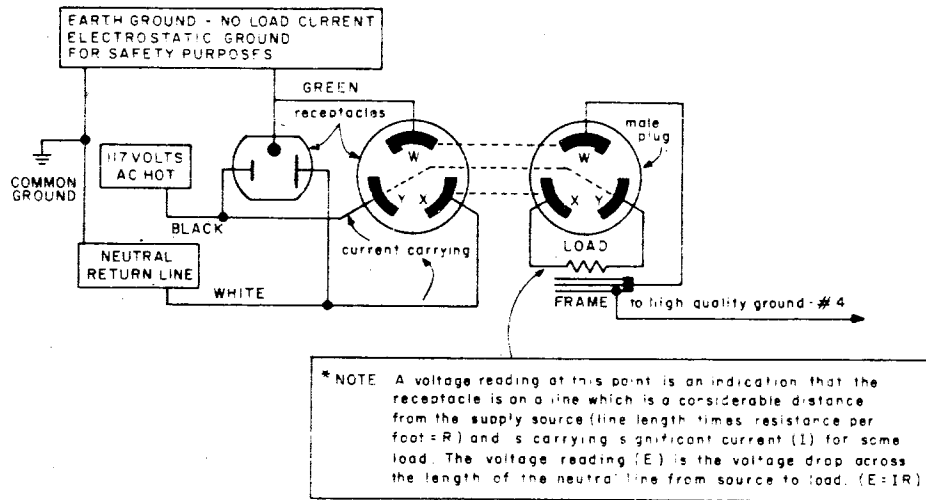 EARTH GROUND - NO LOAD CURRENT
ELECTROSTATIC GROUND
FOR SAFETY PURPOSES
GREEN
receptacles
male
plug
W
W
117 VOLTS
AC HOT
COMMON
GROUND
Y X
X Y
BLACK
current carrying
LOAD
NEUTRAL
RETURN LINE
WHITE
FRAME
to high quality ground - #4
* NOTE A voltage reading at this point is an indication that the
receptacle is on a line which is a considerable distance
from the supply source (line length times resistance per
foot = R) and is carrying significant current (I) for some
load. The voltage reading (E) is the voltage drop across
the length of the neutral line from source to load. (E=IR)